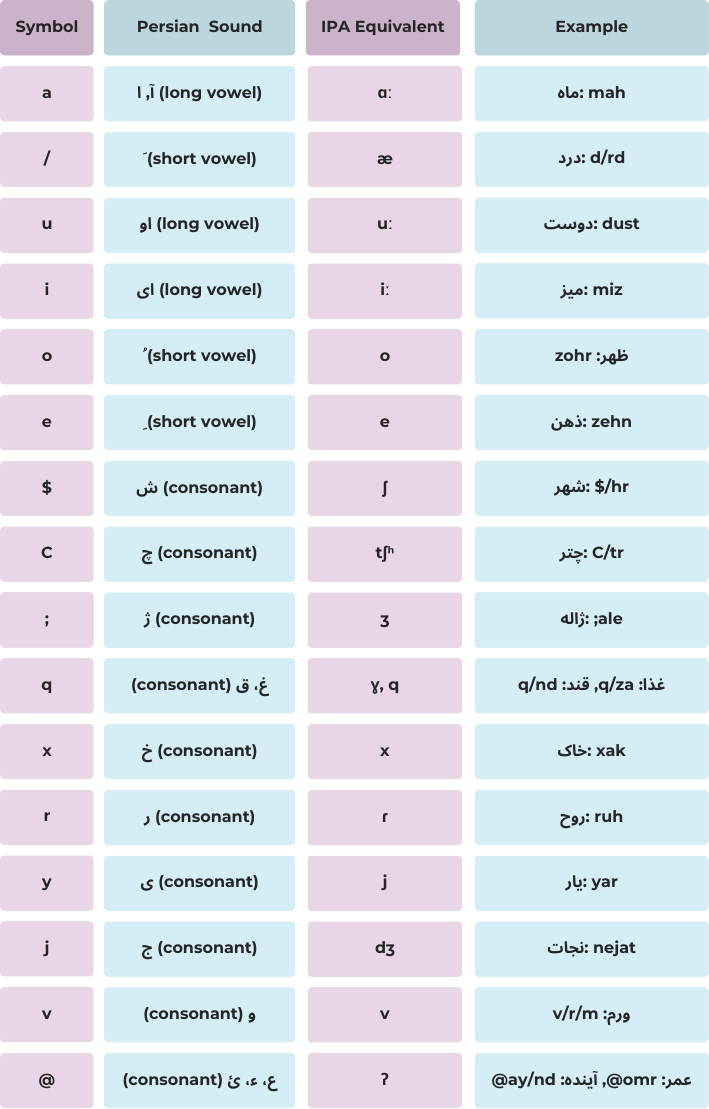 Symbol Persian Sound IPA Equivalent Example
a آ, ا (long vowel) ɑː ماه: mah
/ َ (short vowel) æ درد: d/rd
u او (long vowel) uː دوست: dust
i ای (long vowel) iː میز: miz
o ُ (short vowel) o ظهر: zohr
e ِ (short vowel) e ذهن: zehn
$ ش (consonant) ʃ شهر: $/hr
C چ (consonant) tʃʰ چتر: C/tr
; ژ (consonant) ʒ ژاله: ;ale
q غ، ق (consonant) ɣ, q غذا: q/za, قند: q/nd
x خ (consonant) x خاک: xak
r ر (consonant) ɾ روح: ruh
y ی (consonant) j یار: yar
j ج (consonant) dʒ نجات: nejat
v و (consonant) v ورم: v/r/m
@ ع، ء، ئ (consonant) ʔ عمر: @omr, آینده: @ay/nd